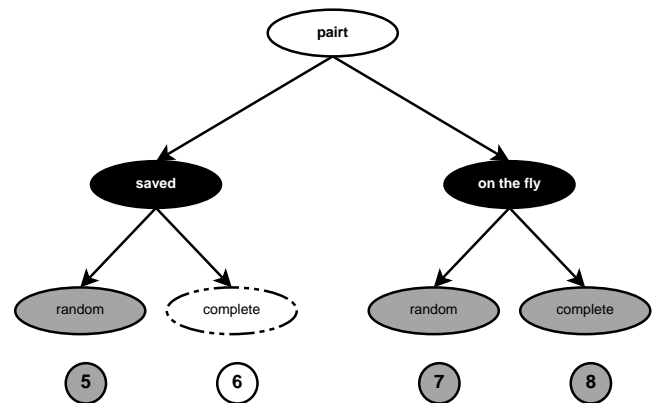 pairt
saved
on the fly
random
complete
random
complete
5
6
7
8